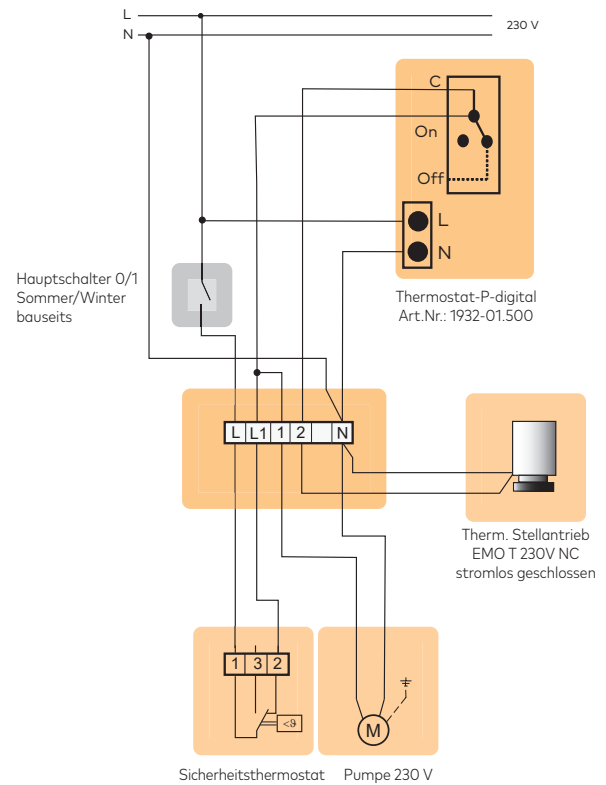 L
N
230 V
C
On
Off
L
N
Thermostat-P-digital
Art.Nr.: 1932-01.500
Hauptschalter 0/1
Sommer/Winter
bauseits
L L1 1 2 N
Therm. Stellantrieb
EMO T 230V NC
stromlos geschlossen
1 3 2
<ϑ
M
Sicherheitsthermostat
Pumpe 230 V